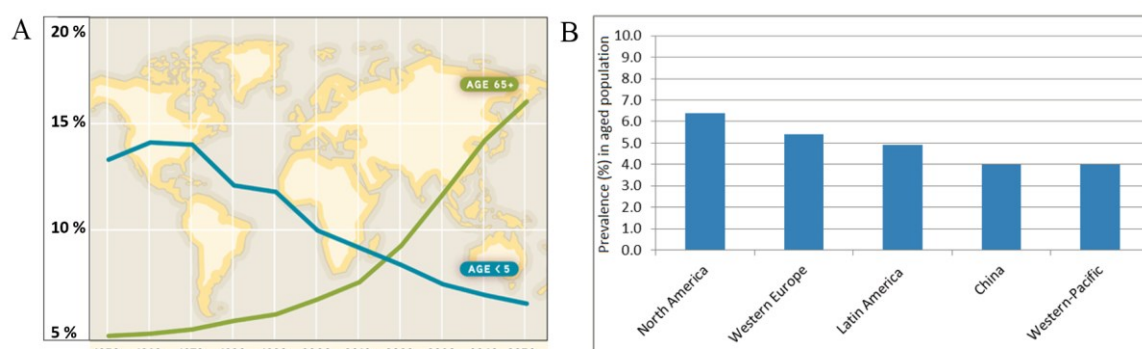 A
20 %
15 %
10 %
5 %
AGE 65+
AGE < 5
B
Prevalence (%) in aged population
10.0
9.0
8.0
7.0
6.0
5.0
4.0
3.0
2.0
1.0
0.0
North America
Western Europe
Latin America
China
Western-Pacific